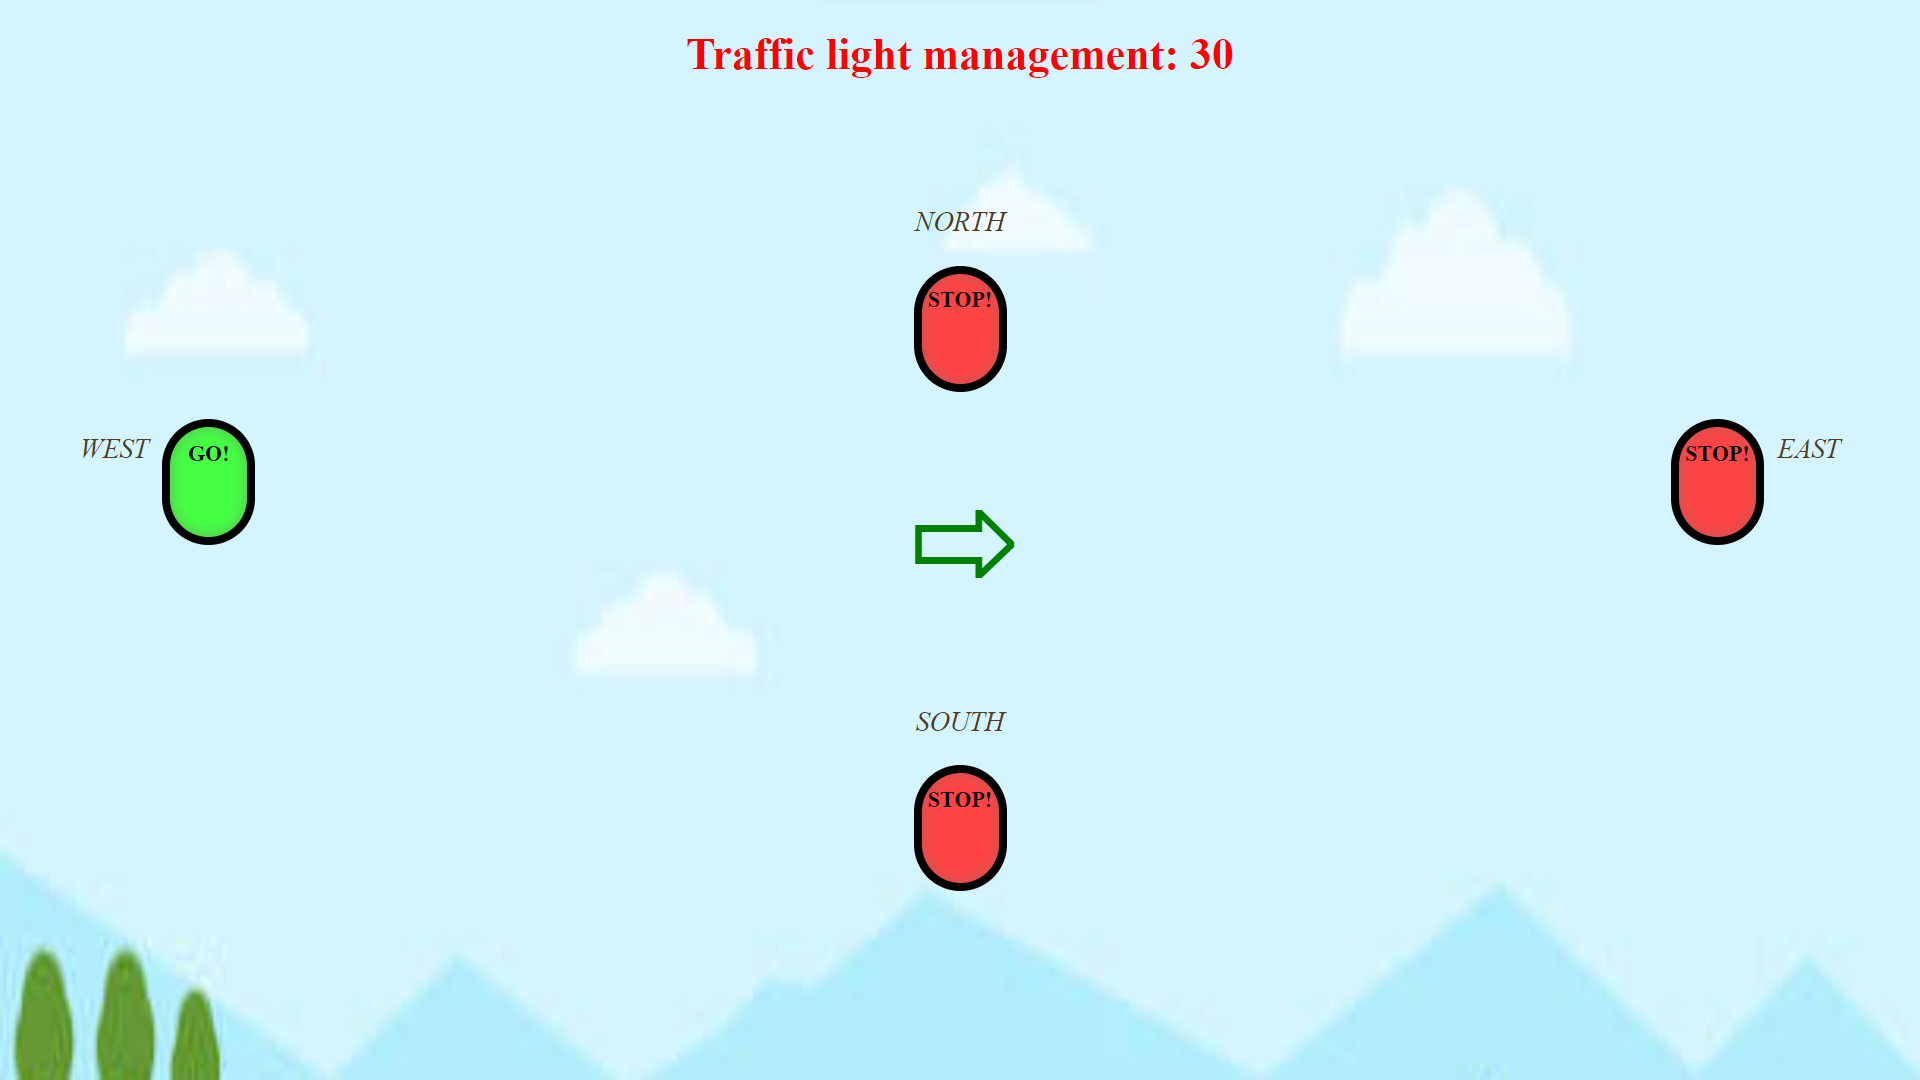 Traffic light management: 30
NORTH
STOP!
WEST
GO!
STOP!
EAST
SOUTH
STOP!